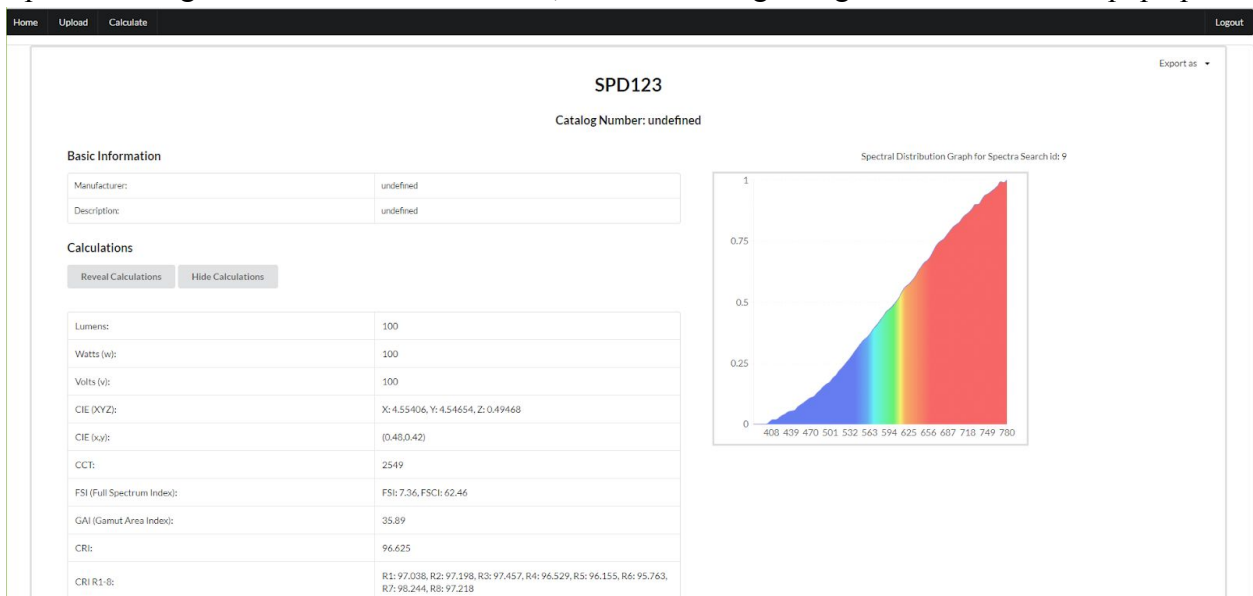 Home Upload Calculate Logout
Export as
SPD123
Catalog Number: undefined
Basic Information
Manufacturer: undefined
Description: undefined
Calculations
Reveal Calculations Hide Calculations
Lumens: 100
Watts (w): 100
Volts (v): 100
CIE (XYZ): X: 4.55406, Y: 4.54654, Z: 0.49468
CIE (x,y): (0.48,0.42)
CCT: 2549
FSI (Full Spectrum Index): FSI: 7.36, FSCI: 62.46
GAI (Gamut Area Index): 35.89
CRI: 96.625
CRI R1-8: R1: 97.038, R2: 97.198, R3: 97.457, R4: 96.529, R5: 96.155, R6: 95.763,
R7: 98.244, R8: 97.218
Spectral Distribution Graph for Spectra Search id: 9
1
0.75
0.5
0.25
0
408 439 470 501 532 563 594 625 656 687 718 749 780